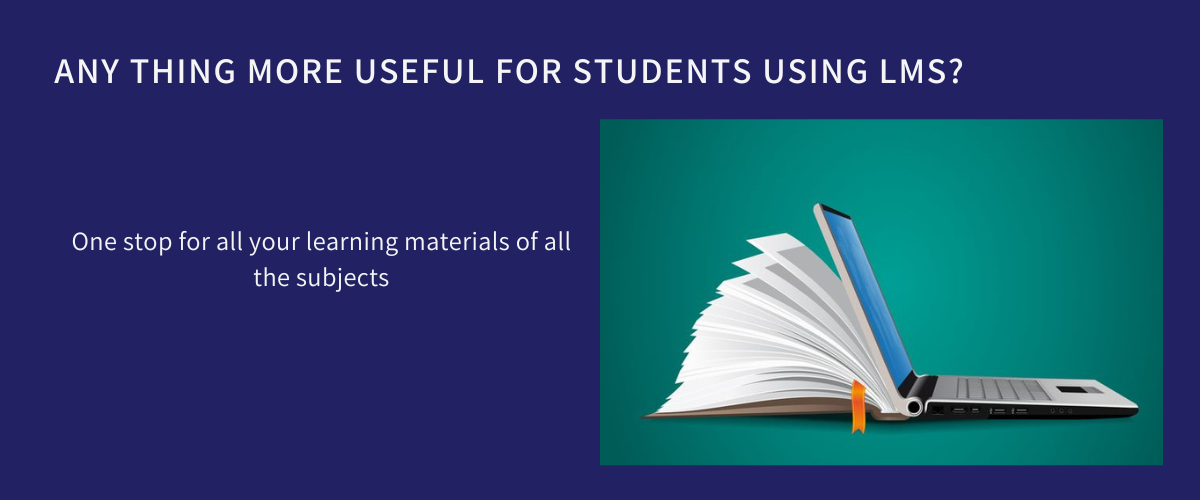 ANY THING MORE USEFUL FOR STUDENTS USING LMS?
One stop for all your learning materials of all
the subjects